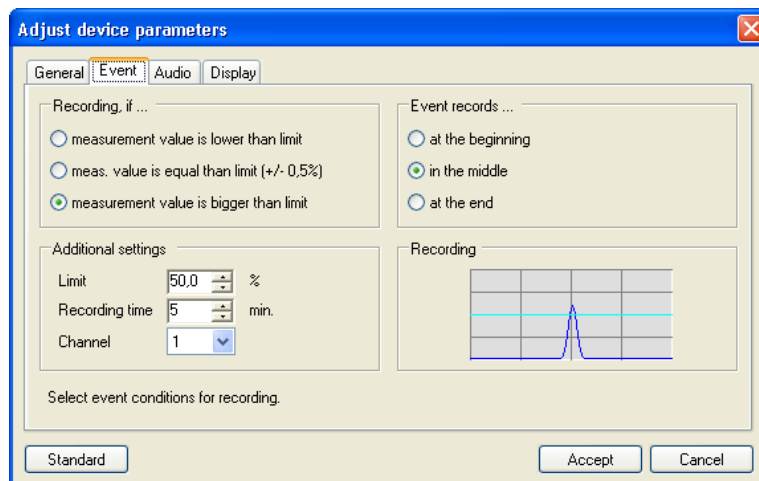 Adjust device parameters
General Event Audio Display
Recording, if ...
measurement value is lower than limit
meas. value is equal than limit (+/- 0,5%)
measurement value is bigger than limit
Event records ...
at the beginning
in the middle
at the end
Additional settings
Limit 50,0 %
Recording time 5 min.
Channel 1
Recording
Select event conditions for recording.
Standard Accept Cancel